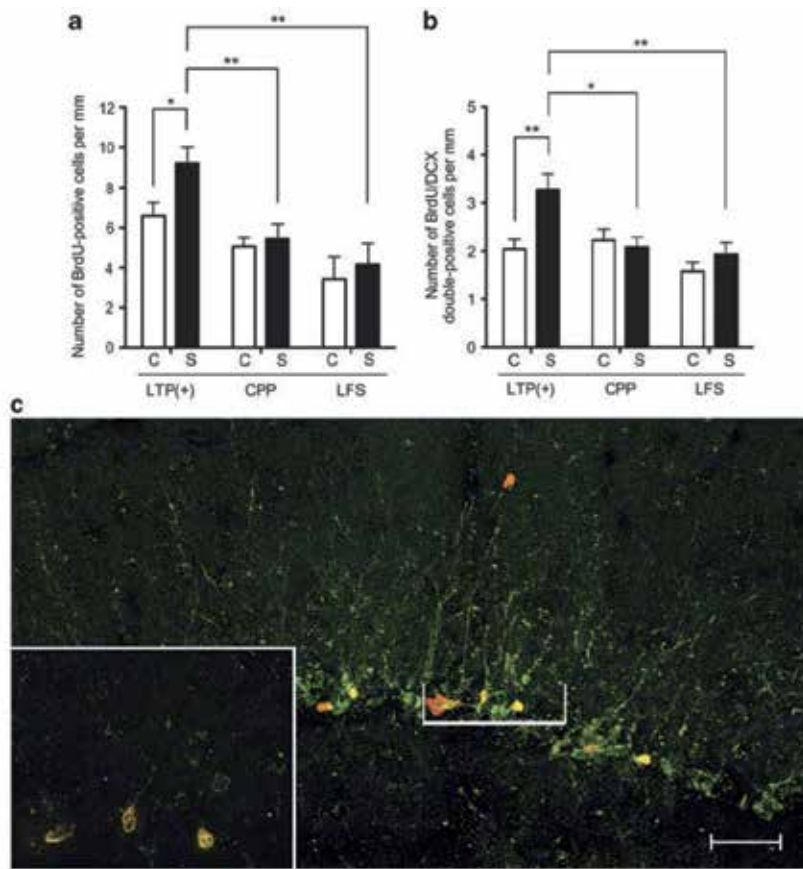 a
**
**
*
Number of BrdU-positive cells per mm
12
10
8
6
4
2
0
C S C S C S
LTP(+) CPP LFS
b
**
*
**
Number of BrdU/DCX
double-positive cells per mm
5
4
3
2
1
0
C S C S C S
LTP(+) CPP LFS
c